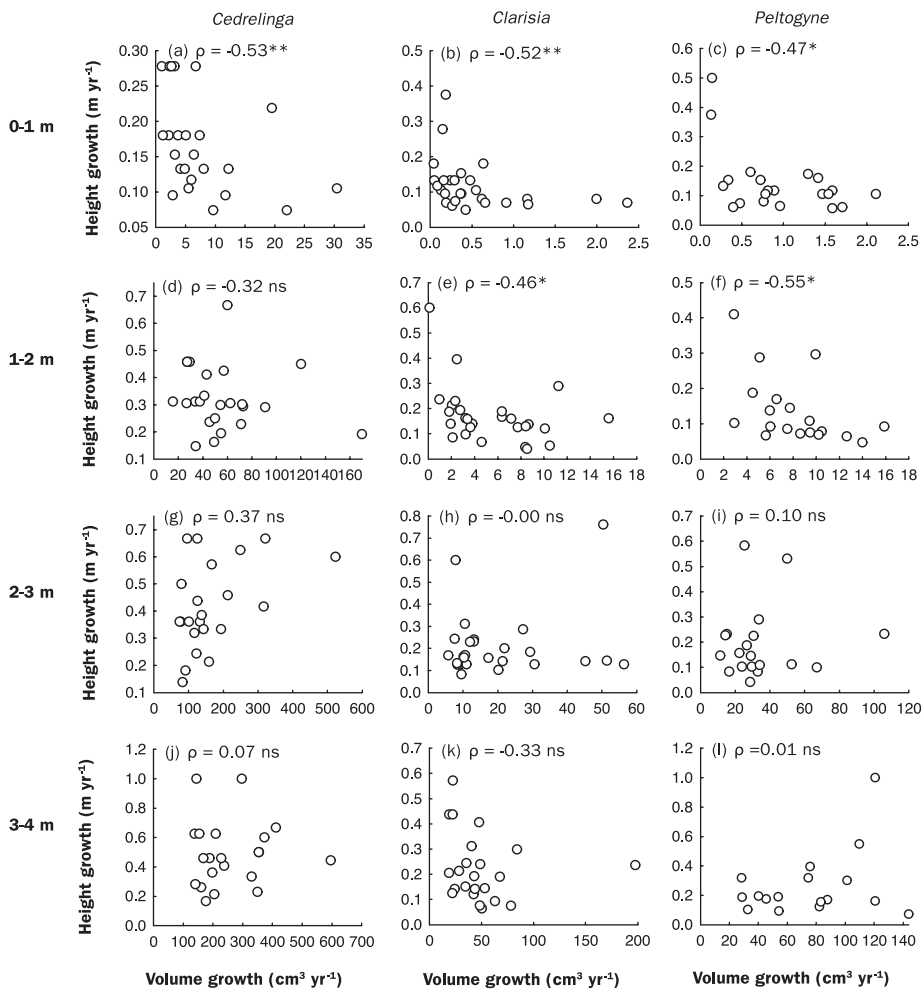 Cedrelinga Clarisia Peltogyne
0-1 m
Height growth (m yr-1)
(a) ρ = -0.53**
0.30
0.25
0.20
0.15
0.10
0.05
0 5 10 15 20 25 30 35
(b) ρ = -0.52**
0.5
0.4
0.3
0.2
0.1
0.0
0.0 0.5 1.0 1.5 2.0 2.5
(c) ρ = -0.47*
0.6
0.5
0.4
0.3
0.2
0.1
0.0
0.0 0.5 1.0 1.5 2.0 2.5
1-2 m
Height growth (m yr-1)
(d) ρ = -0.32 ns
0.7
0.6
0.5
0.4
0.3
0.2
0.1
0 20 40 60 80 100 120 140 160
(e) ρ = -0.46*
0.6
0.5
0.4
0.3
0.2
0.1
0.0
0 2 4 6 8 10 12 14 16 18
(f) ρ = -0.55*
0.5
0.4
0.3
0.2
0.1
0.0
0 2 4 6 8 10 12 14 16 18
2-3 m
Height growth (m yr-1)
(g) ρ = 0.37 ns
0.7
0.6
0.5
0.4
0.3
0.2
0.1
0 100 200 300 400 500 600
(h) ρ = -0.00 ns
0.8
0.6
0.5
0.4
0.3
0.2
0.1
0.0
0 10 20 30 40 50 60
(i) ρ = 0.10 ns
0.7
0.6
0.5
0.4
0.3
0.2
0.1
0.0
0 20 40 60 80 100 120
3-4 m
Height growth (m yr-1)
(j) ρ = 0.07 ns
1.2
1.0
0.8
0.6
0.4
0.2
0.0
0 100 200 300 400 500 600 700
(k) ρ = -0.33 ns
0.7
0.6
0.5
0.4
0.3
0.2
0.1
0.0
0 50 100 150 200
(l) ρ =0.01 ns
1.2
1.0
0.8
0.6
0.4
0.2
0.0
0 20 40 60 80 100 120 140
Volume growth (cm3 yr-1) Volume growth (cm3 yr-1) Volume growth (cm3 yr-1)